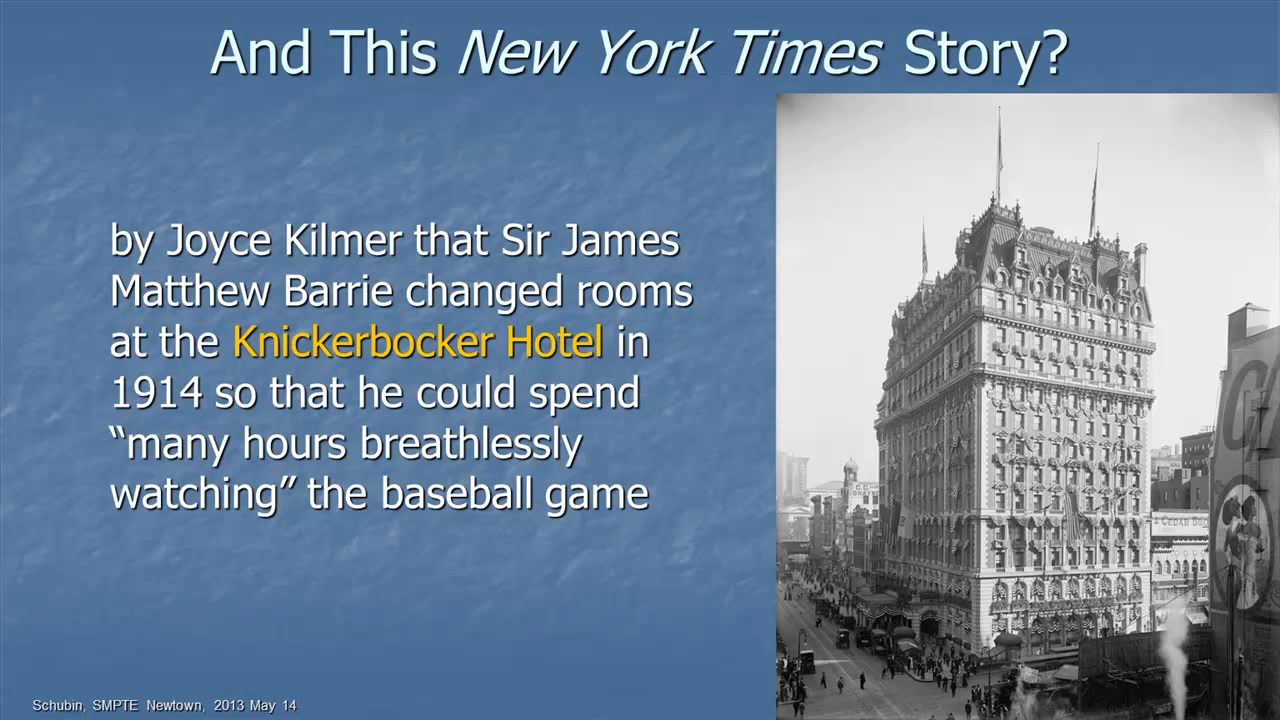 And This New York Times Story?
by Joyce Kilmer that Sir James
Matthew Barrie changed rooms
at the Knickerbocker Hotel in
1914 so that he could spend
“many hours breathlessly
watching” the baseball game
Schubin, SMPTE Newtown, 2013 May 14